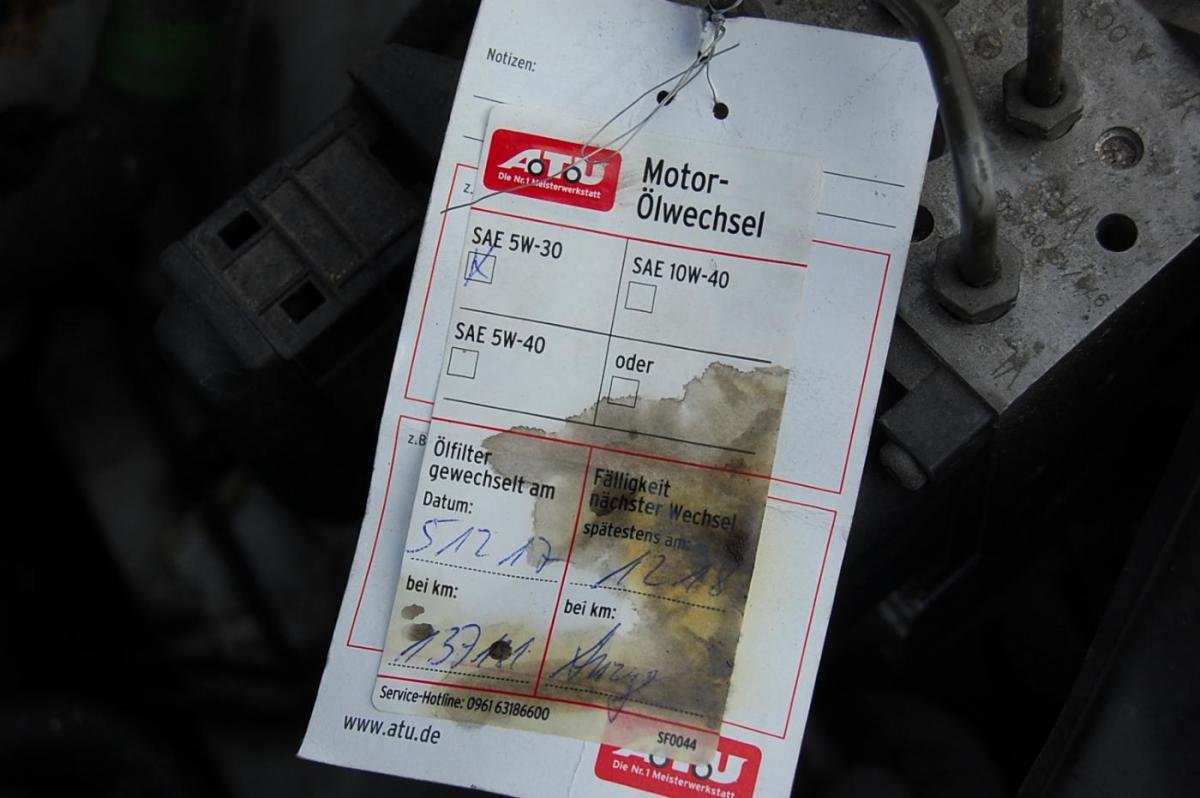 Notizen:
ATU
Die Nr.1 Meisterwerkstatt
Motor-
Ölwechsel
z.
SAE 5W-30
SAE 10W-40
SAE 5W-40
oder
z.B
Ölfilter
gewechselt am
Datum:
5 12 17
bei km:
Fälligkeit
nächster Wechsel
spätestens am:
12 18
bei km:
Service-Hotline: 0961 63186600
SF0044
www.atu.de
ATU
Die Nr.1 Meisterwerkstatt